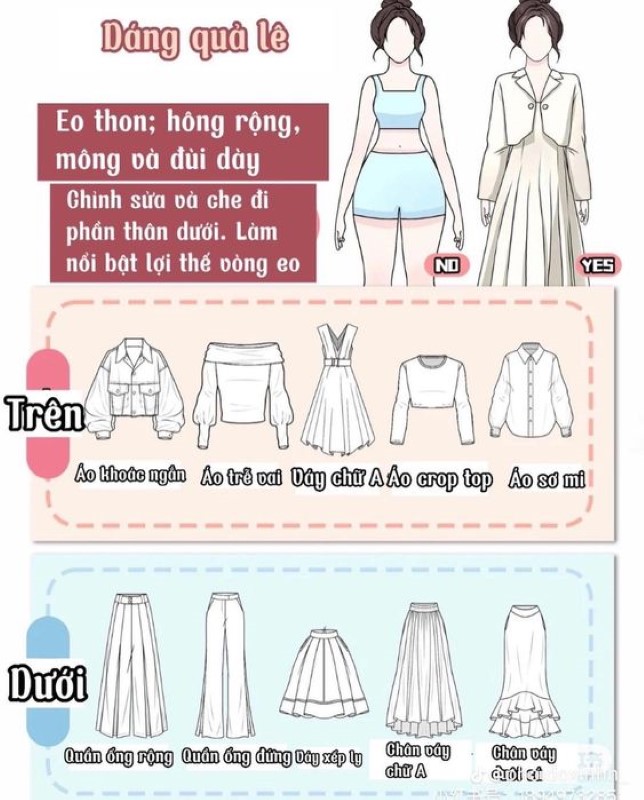 Dáng quả lê
Eo thon; hông rộng,
mông và đùi dày
Chỉnh sửa và che đi
phần thân dưới. Làm
nổi bật lợi thế vòng eo
NO
YES
Trên
Áo khoác ngắn
Áo trễ vai
Váy chữ A
Áo crop top
Áo sơ mi
Dưới
Quần ống rộng
Quần ống đứng
Váy xếp ly
Chân váy
chữ A
Chân váy
đuôi cá